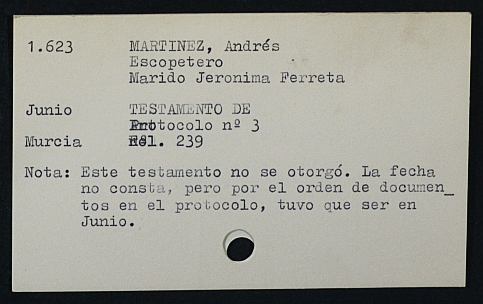 1.623 MARTINEZ, Andrés
Escopetero
Marido Jeronima Ferreta
Junio TESTAMENTO DE
Protocolo nº 3
Murcia Fol. 239
Nota: Este testamento no se otorgó. La fecha
no consta, pero por el orden de documen_
tos en el protocolo, tuvo que ser en
Junio.